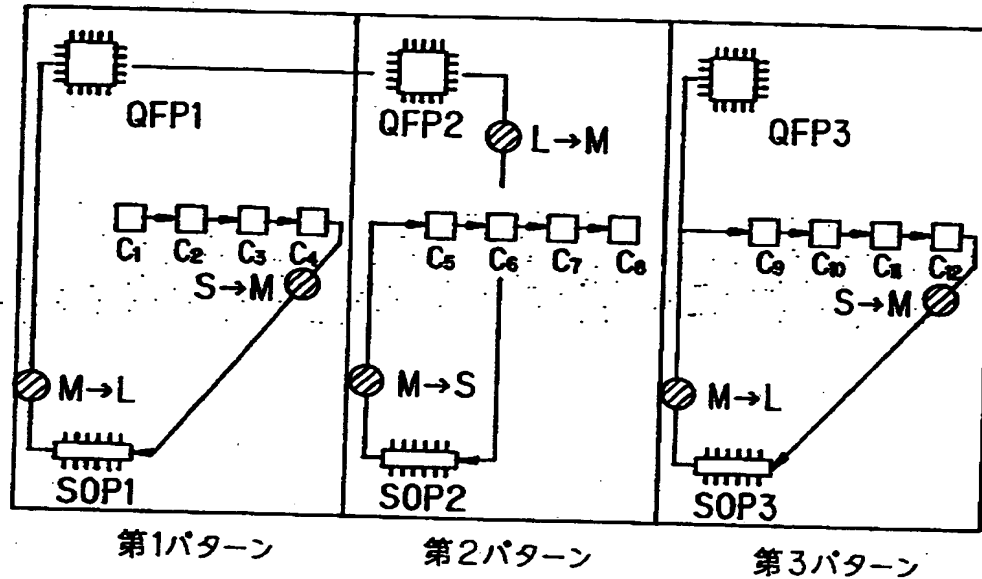 QFP1
QFP2
QFP3
L→M
C1 C2 C3 C4
C5 C6 C7 C8
C9 C10 C11 C12
S→M
S→M
M→L
M→S
M→L
SOP1
SOP2
SOP3
第1パターン
第2パターン
第3パターン